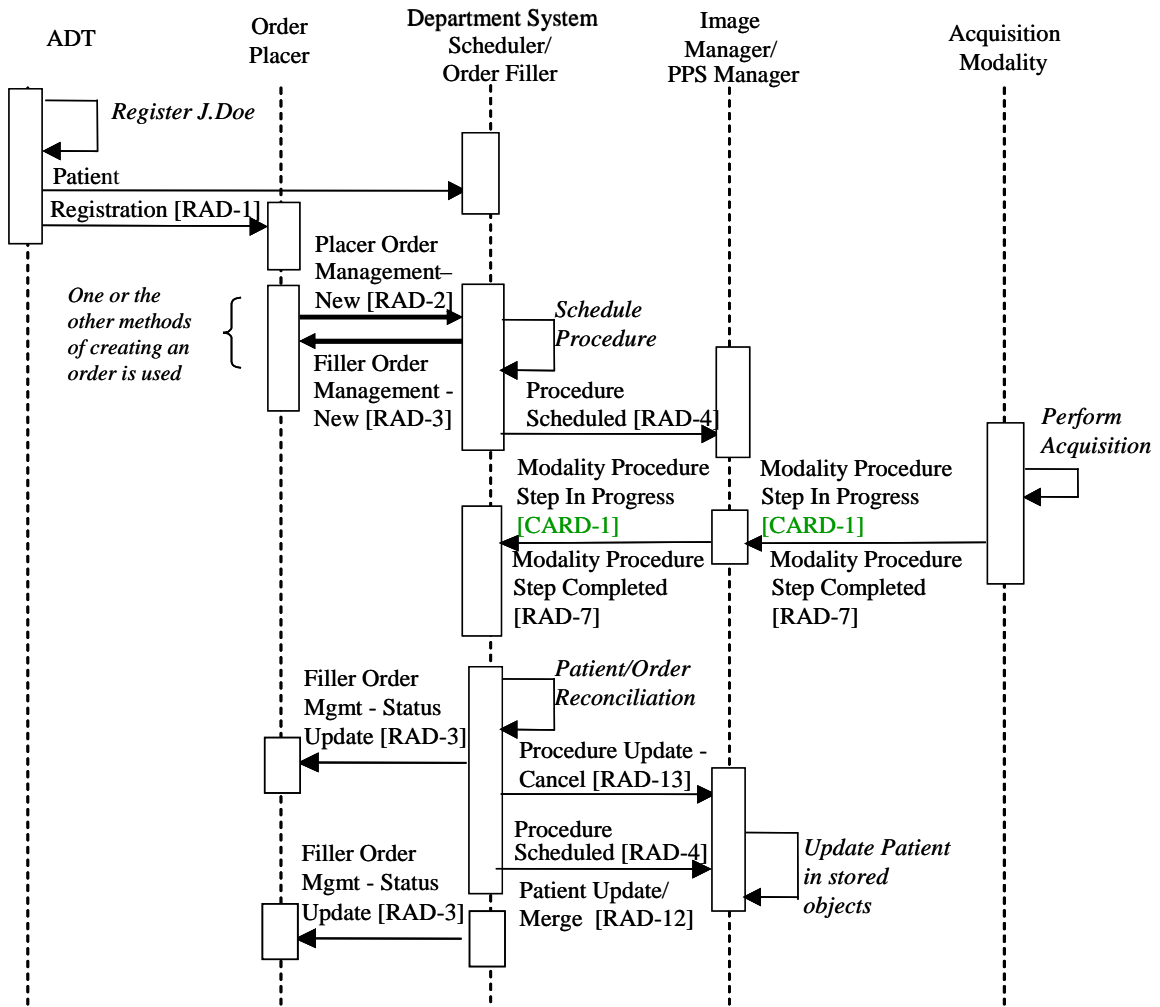 ADT
Order
Placer
Department System
Scheduler/
Order Filler
Image
Manager/
PPS Manager
Acquisition
Modality
Register J.Doe
Patient
Registration [RAD-1]
Placer Order
Management–
New [RAD-2]
One or the
other methods
of creating an
order is used
Schedule
Procedure
Filler Order
Management -
New [RAD-3]
Procedure
Scheduled [RAD-4]
Perform
Acquisition
Modality Procedure
Step In Progress
[CARD-1]
Modality Procedure
Step Completed
[RAD-7]
Modality Procedure
Step In Progress
[CARD-1]
Modality Procedure
Step Completed
[RAD-7]
Patient/Order
Reconciliation
Filler Order
Mgmt - Status
Update [RAD-3]
Procedure Update -
Cancel [RAD-13]
Procedure
Scheduled [RAD-4]
Update Patient
in stored
objects
Filler Order
Mgmt - Status
Update [RAD-3]
Patient Update/
Merge [RAD-12]